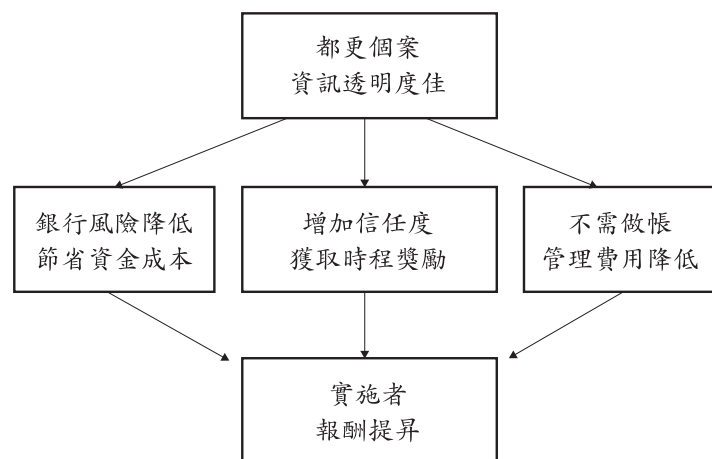 都更個案
資訊透明度佳
銀行風險降低
節省資金成本
增加信任度
獲取時程獎勵
不需做帳
管理費用降低
實施者
報酬提昇